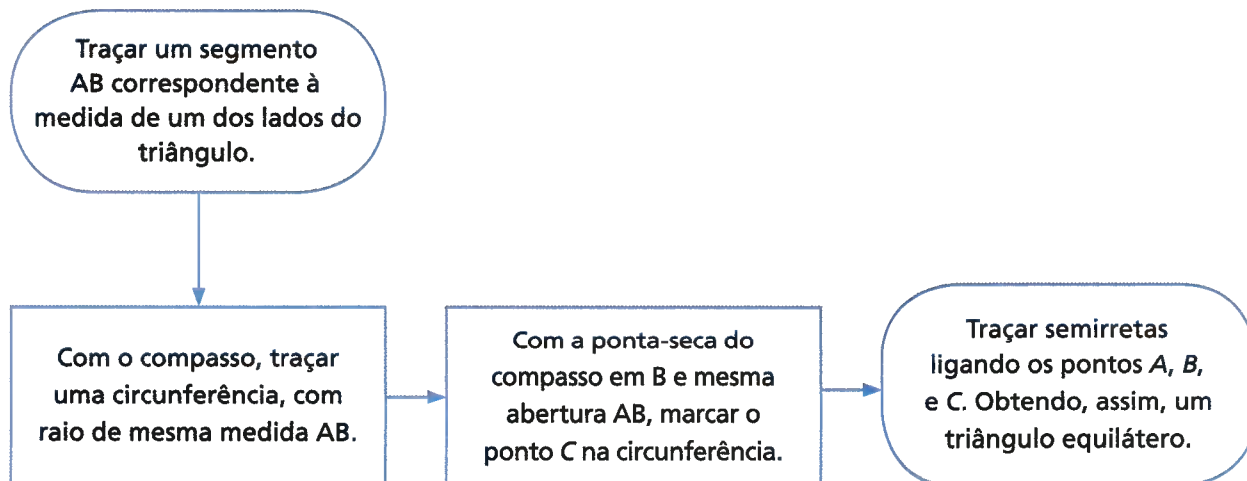 Traçar um segmento
AB correspondente à
medida de um dos lados do
triângulo.
Com o compasso, traçar
uma circunferência, com
raio de mesma medida AB.
Com a ponta-seca do
compasso em B e mesma
abertura AB, marcar o
ponto C na circunferência.
Traçar semirretas
ligando os pontos A, B,
e C. Obtendo, assim, um
triângulo equilátero.